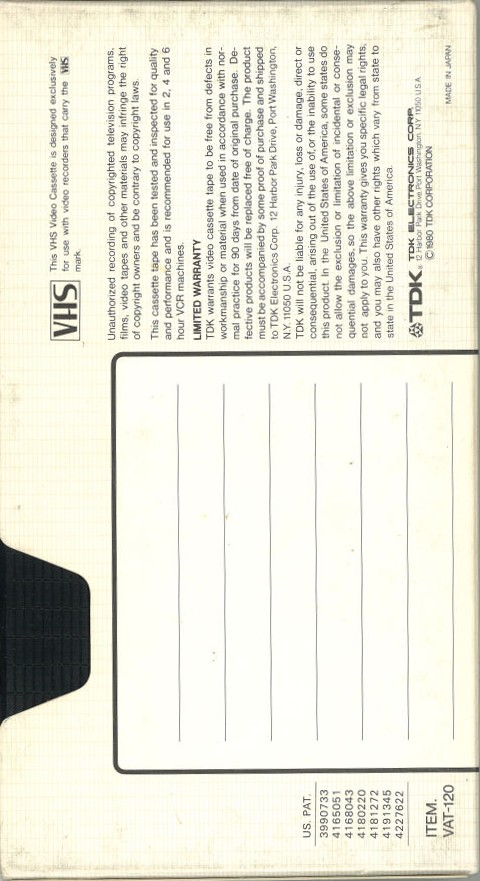 VHS
This VHS Video Cassette is designed exclusively
for use with video recorders that carry the VHS
mark.
Unauthorized recording of copyrighted television programs,
films, video tapes and other materials may infringe the right
of copyright owners and be contrary to copyright laws.
This cassette tape has been tested and inspected for quality
and performance and is recommended for use in 2, 4 and 6
hour VCR machines.
LIMITED WARRANTY
TDK warrants video cassette tape to be free from defects in
workmanship or material when used in accordance with nor-
mal practice for 90 days from date of original purchase. De-
fective products will be replaced free of charge. The product
must be accompanied by some proof of purchase and shipped
to TDK Electronics Corp. 12 Harbor Park Drive, Port Washington,
N.Y. 11050 U.S.A.
TDK will not be liable for any injury, loss or damage, direct or
consequential, arising out of the use of, or the inability to use
this product. In the United States of America, some states do
not allow the exclusion or limitation of incidental or conse-
quential damages, so the above limitation or exclusion may
not apply to you. This warranty gives you specific legal rights,
and you may also have other rights which vary from state to
state in the United States of America.
TDK. TDK ELECTRONICS CORP.
12 Harbor Park Drive, Port Washington, N.Y. 11050 U.S.A.
©1980 TDK CORPORATION
MADE IN JAPAN
US. PAT.
3990733
4165051
4168043
4180220
4181272
4191345
4227622
ITEM.
VAT-120